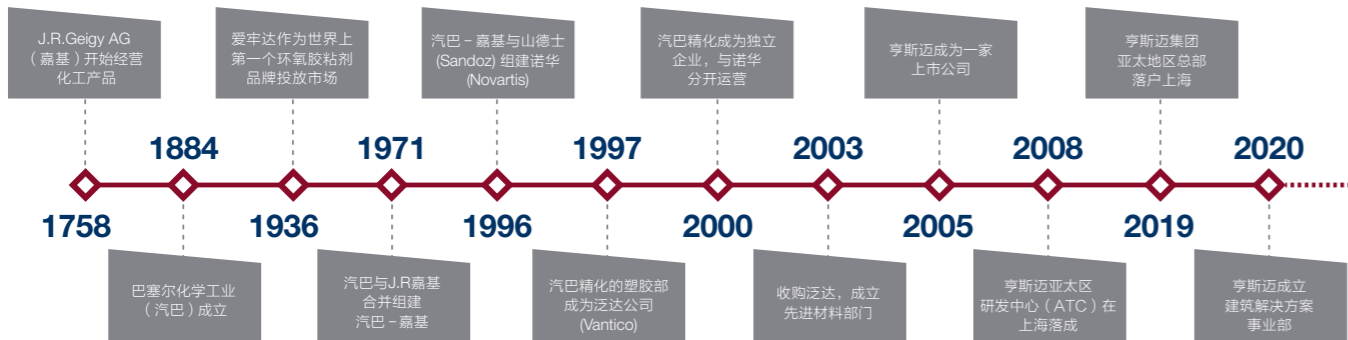 J.R.Geigy AG
（嘉基）开始经营
化工产品
爱牢达作为世界上
第一个环氧胶粘剂
品牌投放市场
汽巴－嘉基与山德士
(Sandoz) 组建诺华
(Novartis)
汽巴精化成为独立
企业，与诺华
分开运营
亨斯迈成为一家
上市公司
亨斯迈集团
亚太地区总部
落户上海
1884
1971
1997
2003
2008
2020
1758
1936
1996
2000
2005
2019
巴塞尔化学工业
（汽巴）成立
汽巴与J.R嘉基
合并组建
汽巴－嘉基
汽巴精化的塑胶部
成为泛达公司
(Vantico)
收购泛达，成立
先进材料部门
亨斯迈亚太区
研发中心（ATC）在
上海落成
亨斯迈成立
建筑解决方案
事业部